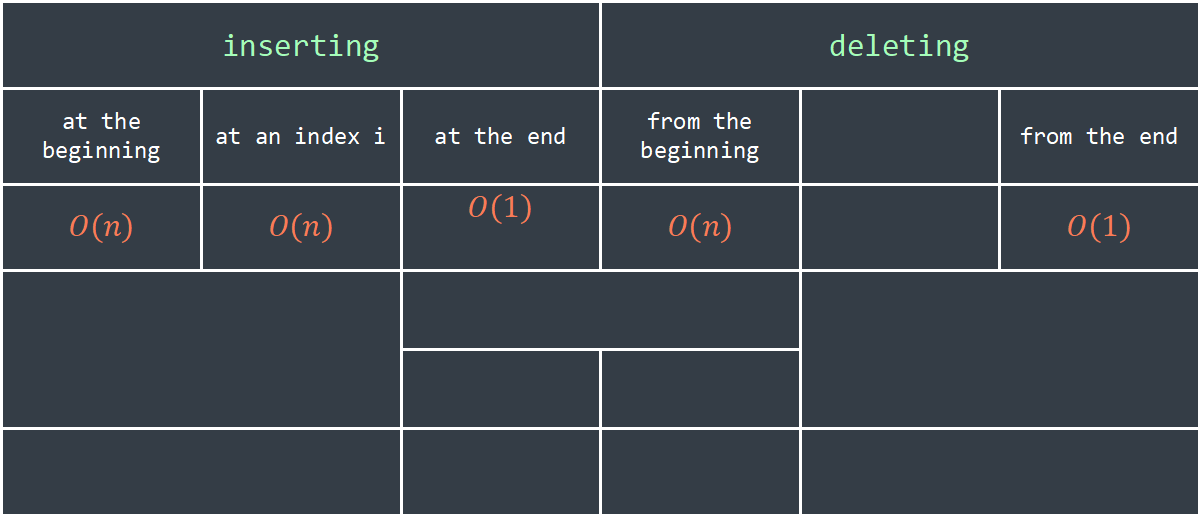 inserting
deleting
at the
beginning
at an index i
at the end
from the
beginning
from the end
O(n)
O(n)
O(1)
O(n)
O(1)